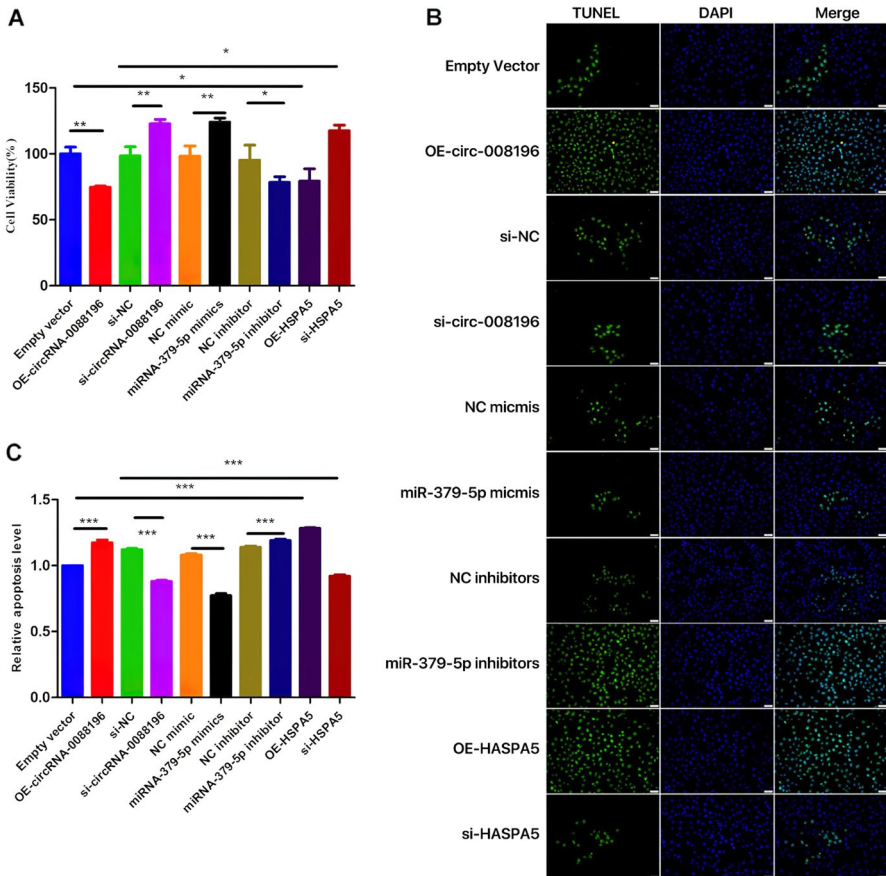 A
*
*
**
**
**
*
Cell Viability(%)
150
100
50
0
Empty vector
OE-circRNA-0088196
si-NC
si-circRNA-0088196
NC mimic
miRNA-379-5p mimics
NC inhibitor
miRNA-379-5p inhibitor
OE-HSPA5
si-HSPA5
B
TUNEL DAPI Merge
Empty Vector
OE-circ-008196
si-NC
si-circ-008196
NC micmis
miR-379-5p micmis
NC inhibitors
miR-379-5p inhibitors
OE-HASPA5
si-HASPA5
C
***
***
***
***
***
***
Relative apoptosis level
1.5
1.0
0.5
0.0
Empty vector
OE-circRNA-0088196
si-NC
si-circRNA-0088196
NC mimic
miRNA-379-5p mimics
NC inhibitor
miRNA-379-5p inhibitor
OE-HSPA5
si-HSPA5